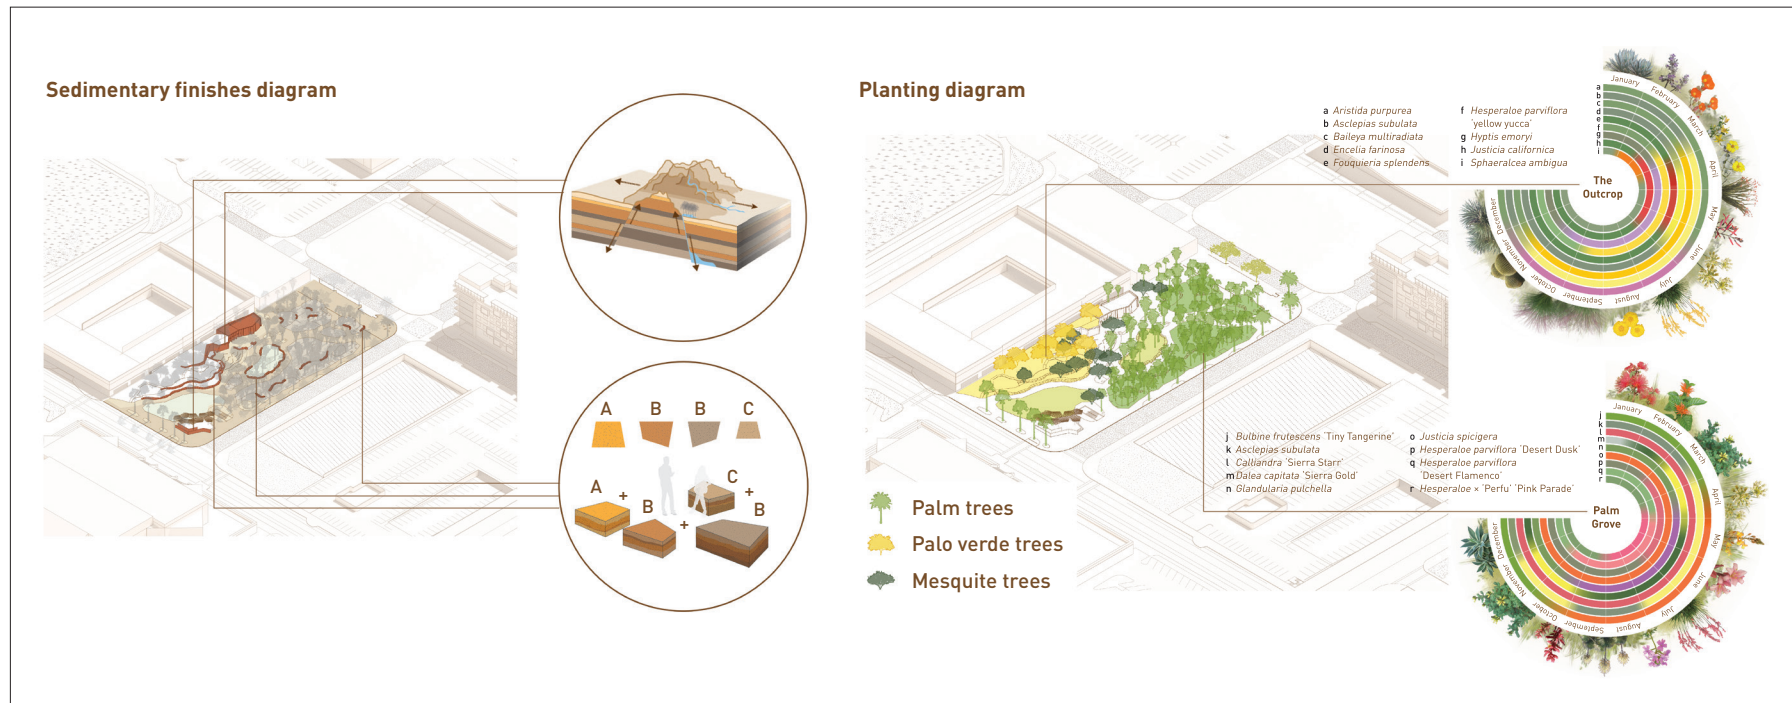 Sedimentary finishes diagram
A
B
B
C
A
+
B
+
C
+
B
Planting diagram
a Aristida purpurea
b Asclepias subulata
c Baileya multiradiata
d Encelia farinosa
e Fouquieria splendens
f Hesperaloe parviflora
'yellow yucca'
g Hyptis emoryi
h Justicia californica
i Sphaeralcea ambigua
a
b
c
d
e
f
g
h
i
January
February
March
April
May
June
July
August
September
October
November
December
The
Outcrop
j Bulbine frutescens 'Tiny Tangerine'
k Asclepias subulata
l Calliandra 'Sierra Starr'
m Dalea capitata 'Sierra Gold'
n Glandularia pulchella
o Justicia spicigera
p Hesperaloe parviflora 'Desert Dusk'
q Hesperaloe parviflora
'Desert Flamenco'
r Hesperaloe × 'Perfu' 'Pink Parade'
j
k
l
m
n
o
p
q
r
January
February
March
April
May
June
July
August
September
October
November
December
Palm
Grove
Palm trees
Palo verde trees
Mesquite trees